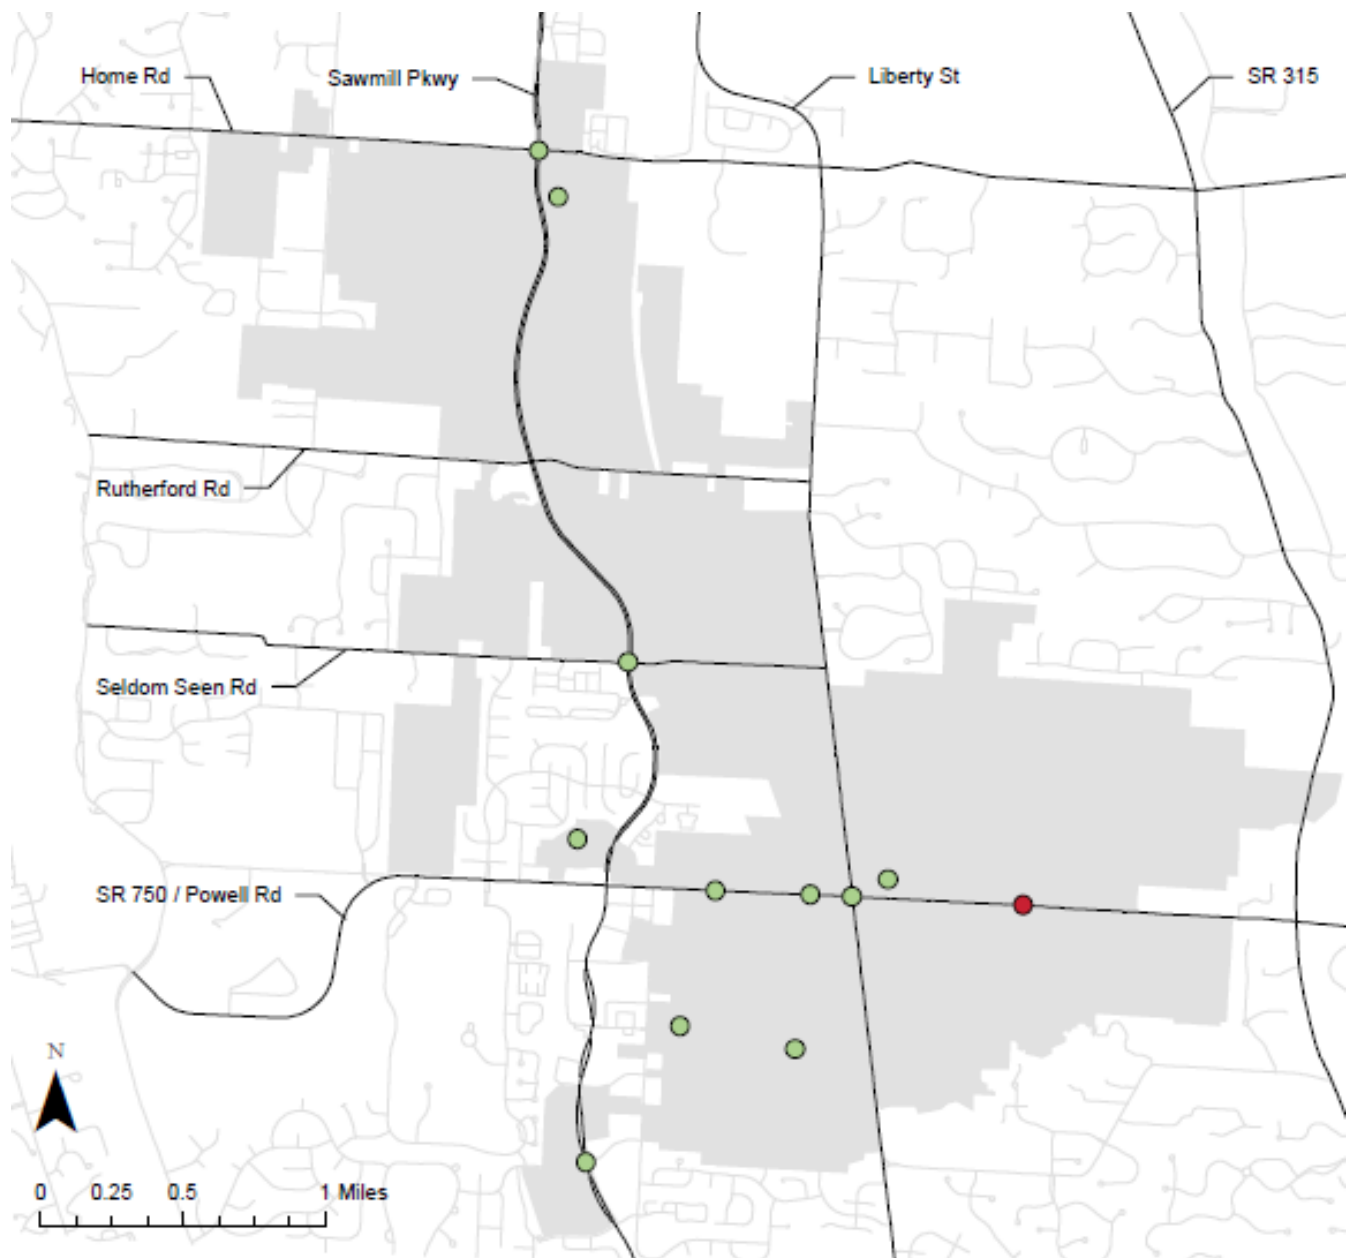 Home Rd
Sawmill Pkwy
Liberty St
SR 315
Rutherford Rd
Seldom Seen Rd
SR 750 / Powell Rd
N
0 0.25 0.5 1 Miles